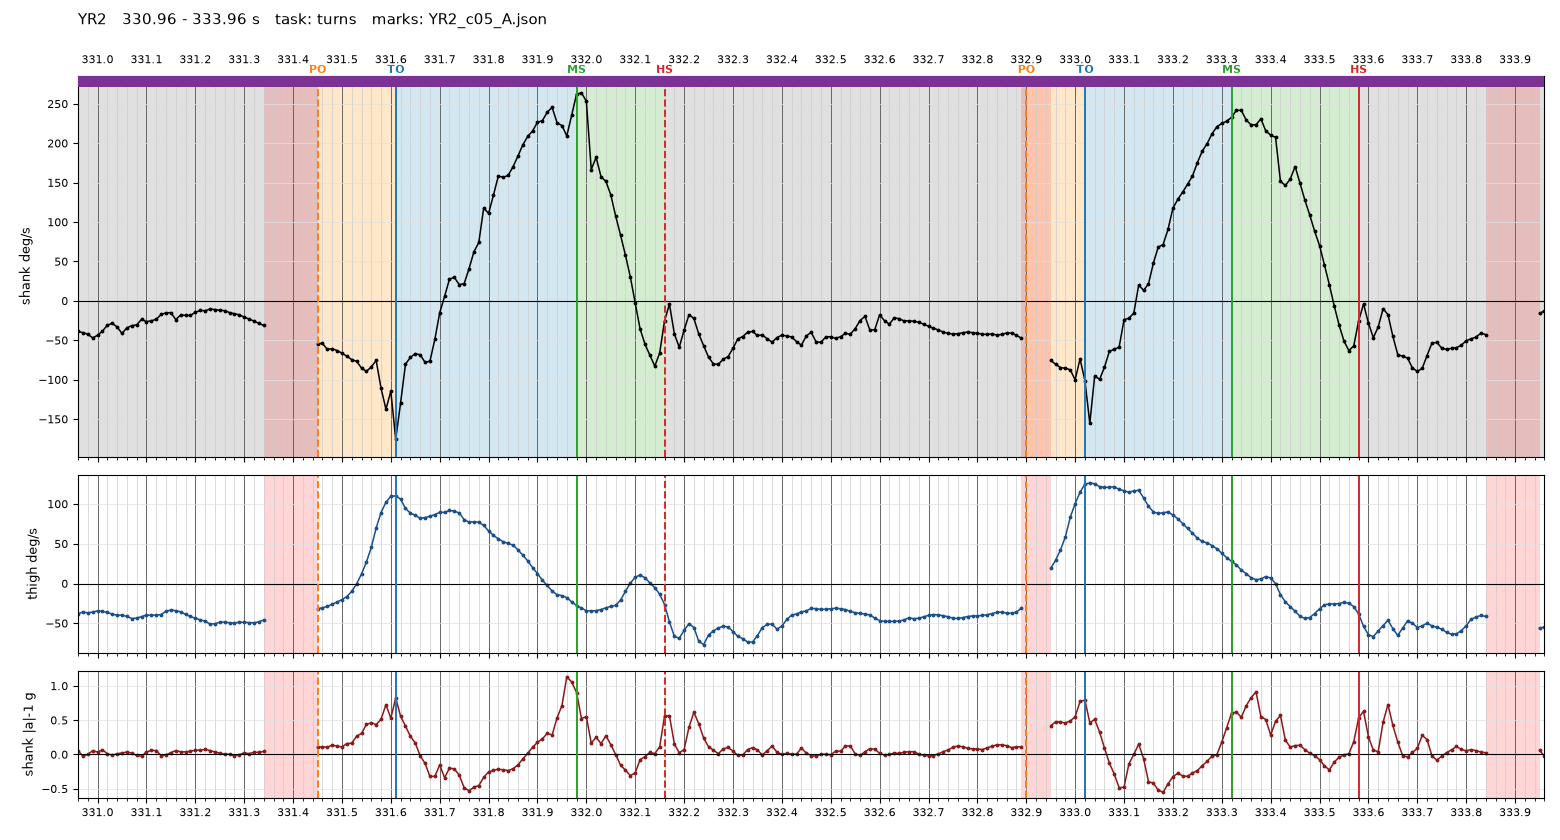 YR2   330.96 - 333.96 s   task: turns   marks: YR2_c05_A.json
331.0 331.1 331.2 331.3 331.4 331.5 331.6 331.7 331.8 331.9 332.0 332.1 332.2 332.3 332.4 332.5 332.6 332.7 332.8 332.9 333.0 333.1 333.2 333.3 333.4 333.5 333.6 333.7 333.8 333.9
PO TO MS HS PO TO MS HS
shank deg/s
250
200
150
100
50
0
−50
−100
−150
thigh deg/s
100
50
0
−50
shank |a|-1 g
1.0
0.5
0.0
−0.5
331.0 331.1 331.2 331.3 331.4 331.5 331.6 331.7 331.8 331.9 332.0 332.1 332.2 332.3 332.4 332.5 332.6 332.7 332.8 332.9 333.0 333.1 333.2 333.3 333.4 333.5 333.6 333.7 333.8 333.9